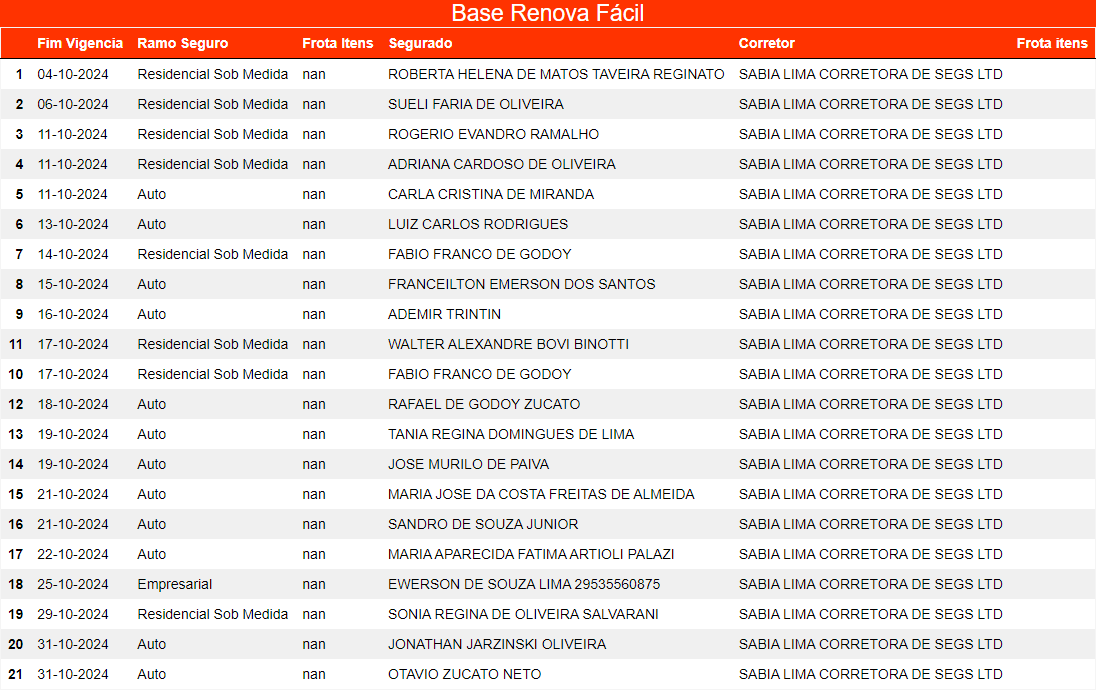 Base Renova Fácil
Fim Vigencia Ramo Seguro Frota Itens Segurado Corretor Frota itens
1 04-10-2024 Residencial Sob Medida nan ROBERTA HELENA DE MATOS TAVEIRA REGINATO SABIA LIMA CORRETORA DE SEGS LTD
2 06-10-2024 Residencial Sob Medida nan SUELI FARIA DE OLIVEIRA SABIA LIMA CORRETORA DE SEGS LTD
3 11-10-2024 Residencial Sob Medida nan ROGERIO EVANDRO RAMALHO SABIA LIMA CORRETORA DE SEGS LTD
4 11-10-2024 Residencial Sob Medida nan ADRIANA CARDOSO DE OLIVEIRA SABIA LIMA CORRETORA DE SEGS LTD
5 11-10-2024 Auto nan CARLA CRISTINA DE MIRANDA SABIA LIMA CORRETORA DE SEGS LTD
6 13-10-2024 Auto nan LUIZ CARLOS RODRIGUES SABIA LIMA CORRETORA DE SEGS LTD
7 14-10-2024 Residencial Sob Medida nan FABIO FRANCO DE GODOY SABIA LIMA CORRETORA DE SEGS LTD
8 15-10-2024 Auto nan FRANCEILTON EMERSON DOS SANTOS SABIA LIMA CORRETORA DE SEGS LTD
9 16-10-2024 Auto nan ADEMIR TRINTIN SABIA LIMA CORRETORA DE SEGS LTD
11 17-10-2024 Residencial Sob Medida nan WALTER ALEXANDRE BOVI BINOTTI SABIA LIMA CORRETORA DE SEGS LTD
10 17-10-2024 Residencial Sob Medida nan FABIO FRANCO DE GODOY SABIA LIMA CORRETORA DE SEGS LTD
12 18-10-2024 Auto nan RAFAEL DE GODOY ZUCATO SABIA LIMA CORRETORA DE SEGS LTD
13 19-10-2024 Auto nan TANIA REGINA DOMINGUES DE LIMA SABIA LIMA CORRETORA DE SEGS LTD
14 19-10-2024 Auto nan JOSE MURILO DE PAIVA SABIA LIMA CORRETORA DE SEGS LTD
15 21-10-2024 Auto nan MARIA JOSE DA COSTA FREITAS DE ALMEIDA SABIA LIMA CORRETORA DE SEGS LTD
16 21-10-2024 Auto nan SANDRO DE SOUZA JUNIOR SABIA LIMA CORRETORA DE SEGS LTD
17 22-10-2024 Auto nan MARIA APARECIDA FATIMA ARTIOLI PALAZI SABIA LIMA CORRETORA DE SEGS LTD
18 25-10-2024 Empresarial nan EWERSON DE SOUZA LIMA 29535560875 SABIA LIMA CORRETORA DE SEGS LTD
19 29-10-2024 Residencial Sob Medida nan SONIA REGINA DE OLIVEIRA SALVARANI SABIA LIMA CORRETORA DE SEGS LTD
20 31-10-2024 Auto nan JONATHAN JARZINSKI OLIVEIRA SABIA LIMA CORRETORA DE SEGS LTD
21 31-10-2024 Auto nan OTAVIO ZUCATO NETO SABIA LIMA CORRETORA DE SEGS LTD